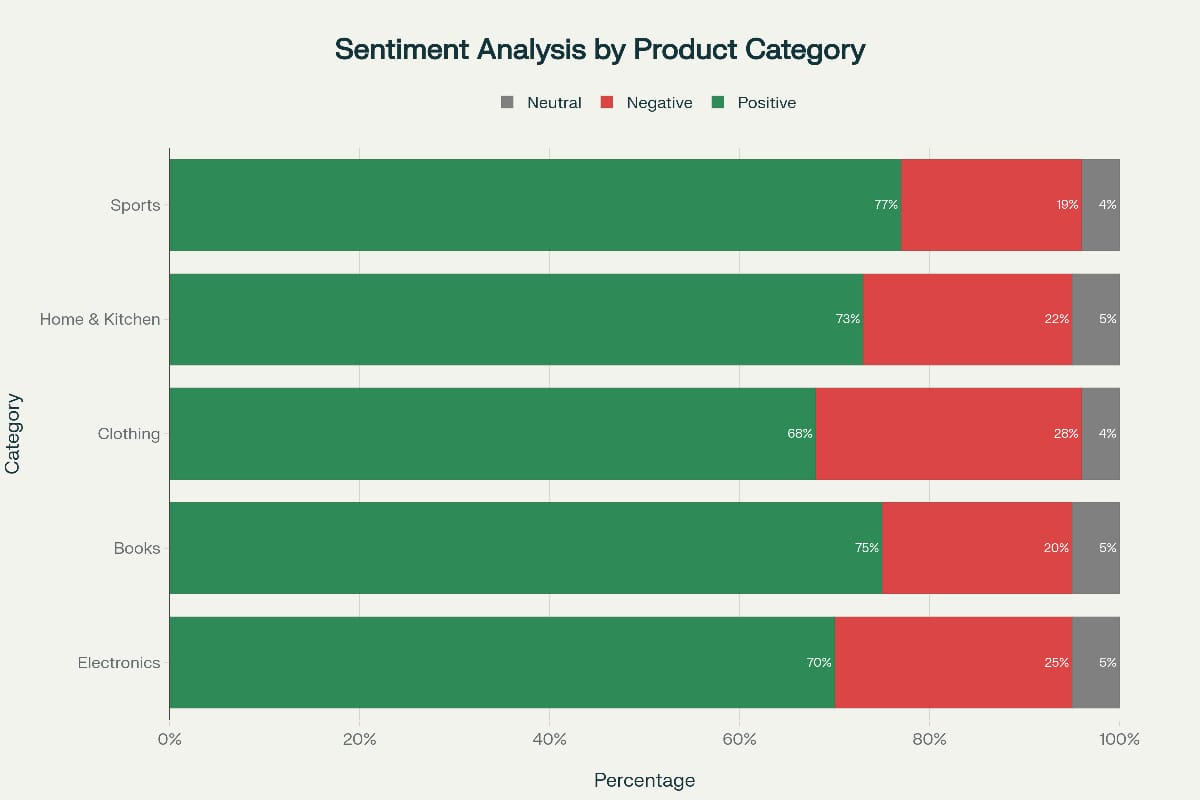 Sentiment Analysis by Product Category
Neutral Negative Positive
Sports 77% 19% 4%
Home & Kitchen 73% 22% 5%
Clothing 68% 28% 4%
Books 75% 20% 5%
Electronics 70% 25% 5%
0% 20% 40% 60% 80% 100%
Percentage
Category